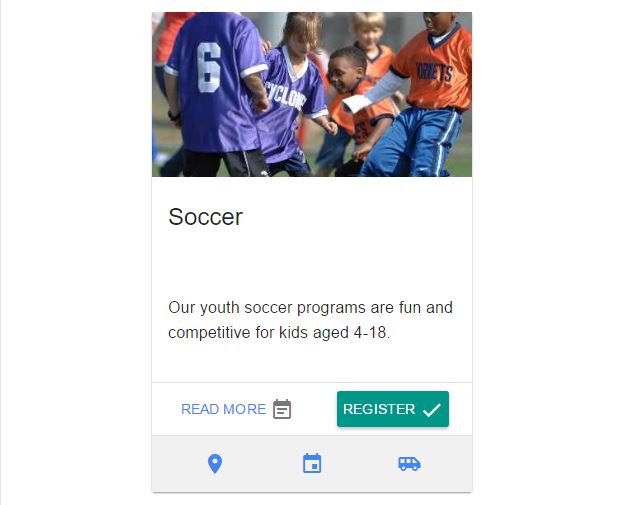 6
CYCLONES
HORNETS
Soccer
Our youth soccer programs are fun and
competitive for kids aged 4-18.
READ MORE
REGISTER